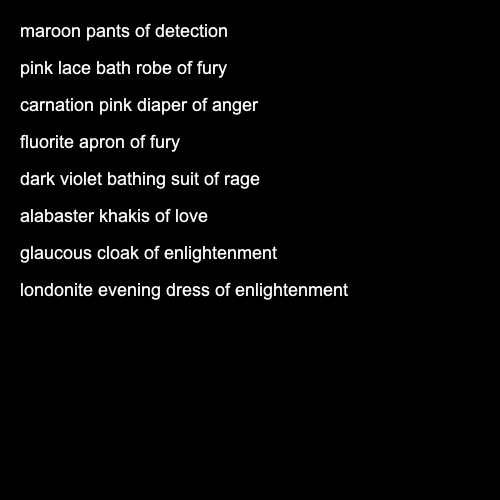 maroon pants of detection
pink lace bath robe of fury
carnation pink diaper of anger
fluorite apron of fury
dark violet bathing suit of rage
alabaster khakis of love
glaucous cloak of enlightenment
londonite evening dress of enlightenment